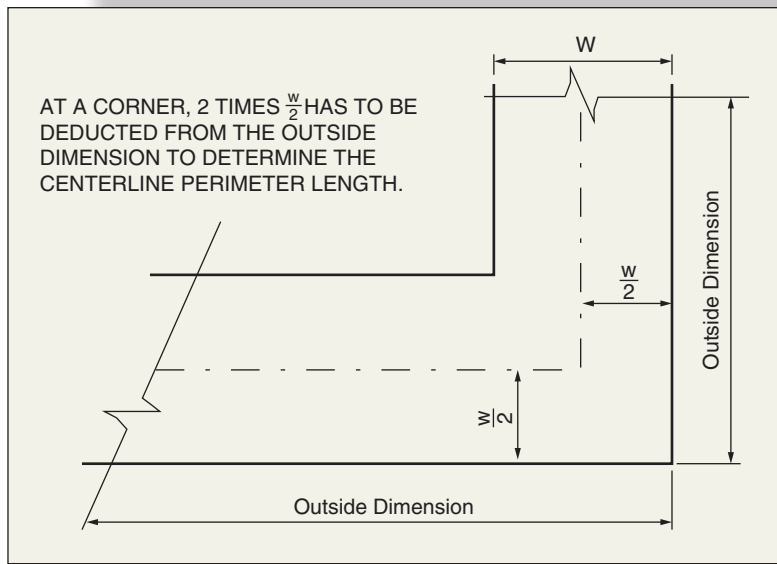 W
AT A CORNER, 2 TIMES w/2 HAS TO BE
DEDUCTED FROM THE OUTSIDE
DIMENSION TO DETERMINE THE
CENTERLINE PERIMETER LENGTH.
w/2
w/2
Outside Dimension
Outside Dimension